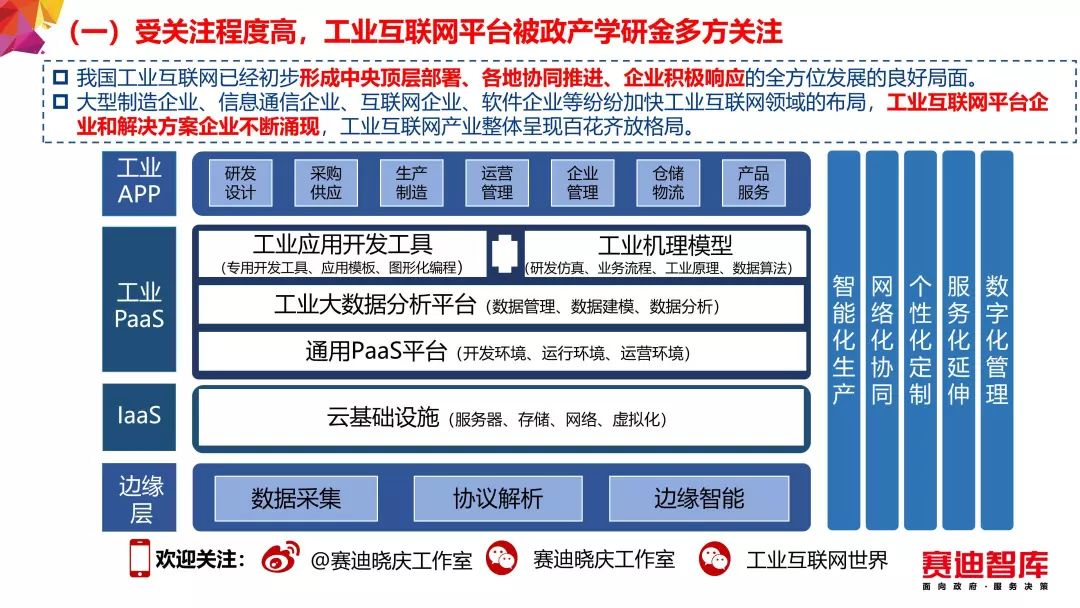 （一）受关注程度高，工业互联网平台被政产学研金多方关注
我国工业互联网已经初步形成中央顶层部署、各地协同推进、企业积极响应的全方位发展的良好局面。
大型制造企业、信息通信企业、互联网企业、软件企业等纷纷加快工业互联网领域的布局，工业互联网平台企
业和解决方案企业不断涌现，工业互联网产业整体呈现百花齐放格局。
工业
APP
研发
设计
采购
供应
生产
制造
运营
管理
企业
管理
仓储
物流
产品
服务
工业
PaaS
工业应用开发工具
（专用开发工具、应用模板、图形化编程）
工业机理模型
（研发仿真、业务流程、工业原理、数据算法）
工业大数据分析平台（数据管理、数据建模、数据分析）
通用PaaS平台（开发环境、运行环境、运营环境）
IaaS
云基础设施（服务器、存储、网络、虚拟化）
边缘
层
数据采集
协议解析
边缘智能
智能化生产
网络化协同
个性化定制
服务化延伸
数字化管理
欢迎关注：
@赛迪晓庆工作室
赛迪晓庆工作室
工业互联网世界
赛迪智库
面向政府·服务决策